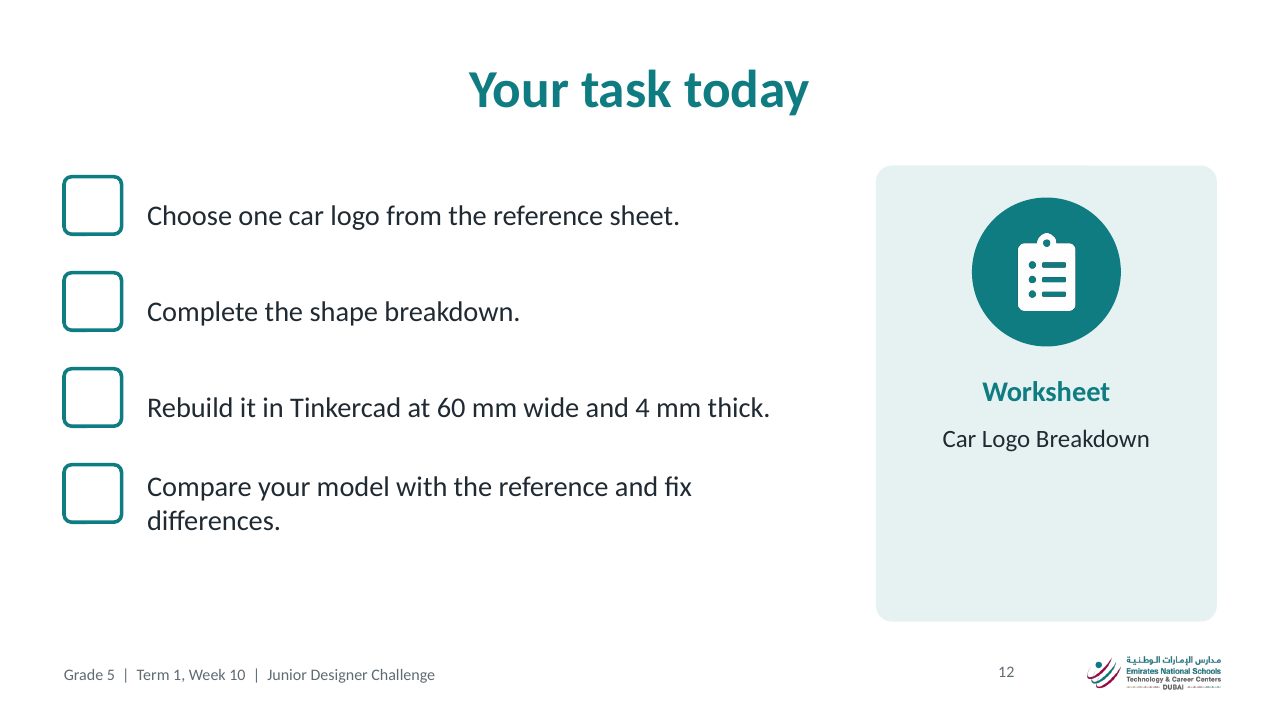 Your task today
Choose one car logo from the reference sheet.
Complete the shape breakdown.
Rebuild it in Tinkercad at 60 mm wide and 4 mm thick.
Compare your model with the reference and fix
differences.
Worksheet
Car Logo Breakdown
Grade 5 | Term 1, Week 10 | Junior Designer Challenge
12
مدارس الإمارات الوطنية
Emirates National Schools
Technology & Career Centers
DUBAI